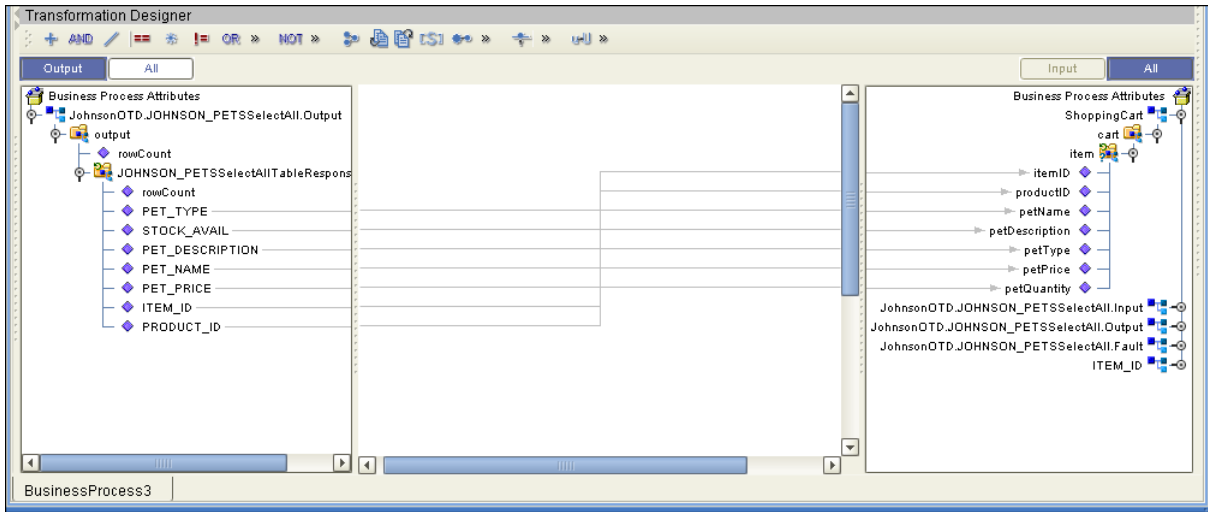 Transformation Designer
+ AND / == * != OR » NOT » [S] » » »
Output All Input All
Business Process Attributes
JohnsonOTD.JOHNSON_PETSSelectAll.Output
output
rowCount
JOHNSON_PETSSelectAllTableRespons
rowCount
PET_TYPE
STOCK_AVAIL
PET_DESCRIPTION
PET_NAME
PET_PRICE
ITEM_ID
PRODUCT_ID
Business Process Attributes
ShoppingCart
cart
item
itemID
productID
petName
petDescription
petType
petPrice
petQuantity
JohnsonOTD.JOHNSON_PETSSelectAll.Input
JohnsonOTD.JOHNSON_PETSSelectAll.Output
JohnsonOTD.JOHNSON_PETSSelectAll.Fault
ITEM_ID
BusinessProcess3